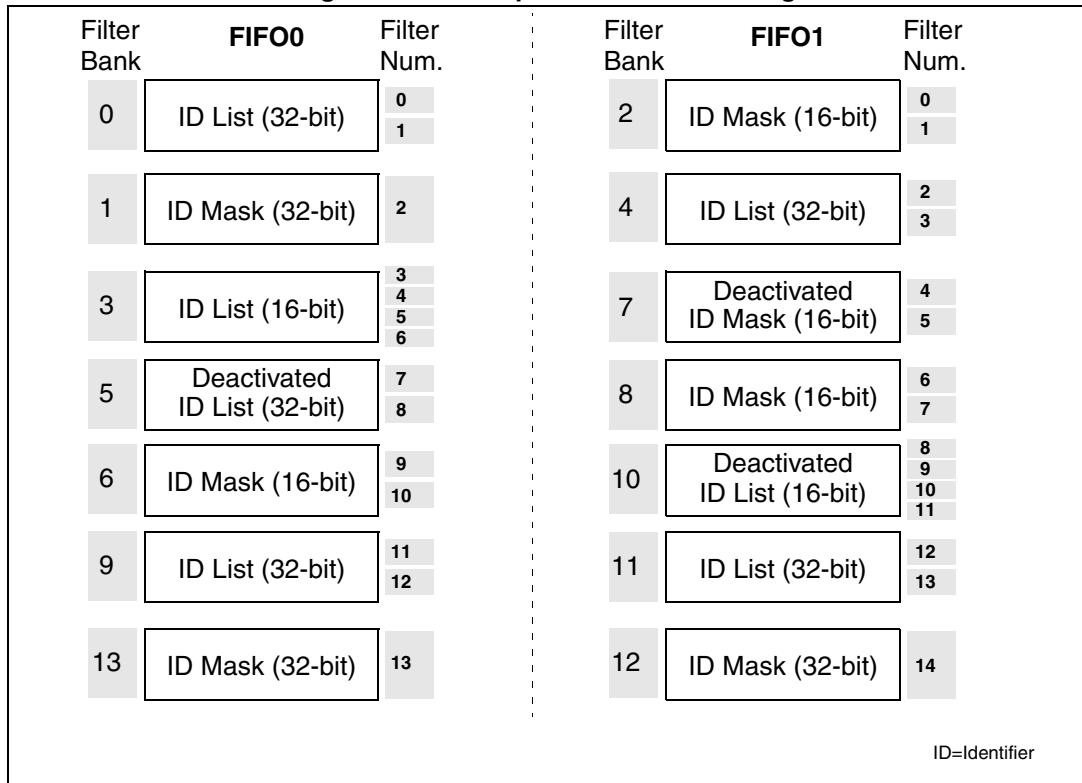 Filter Bank
FIFO0
Filter Num.
0
ID List (32-bit)
0
1
1
ID Mask (32-bit)
2
3
ID List (16-bit)
3
4
5
6
5
Deactivated
ID List (32-bit)
7
8
6
ID Mask (16-bit)
9
10
9
ID List (32-bit)
11
12
13
ID Mask (32-bit)
13
Filter Bank
FIFO1
Filter Num.
2
ID Mask (16-bit)
0
1
4
ID List (32-bit)
2
3
7
Deactivated
ID Mask (16-bit)
4
5
8
ID Mask (16-bit)
6
7
10
Deactivated
ID List (16-bit)
8
9
10
11
11
ID List (32-bit)
12
13
12
ID Mask (32-bit)
14
ID=Identifier